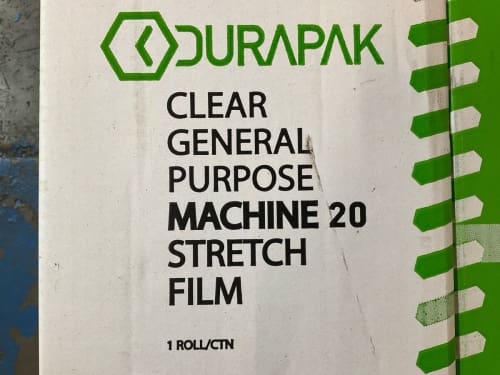 DURAPAK
CLEAR
GENERAL
PURPOSE
MACHINE 20
STRETCH
FILM
1 ROLL/CTN